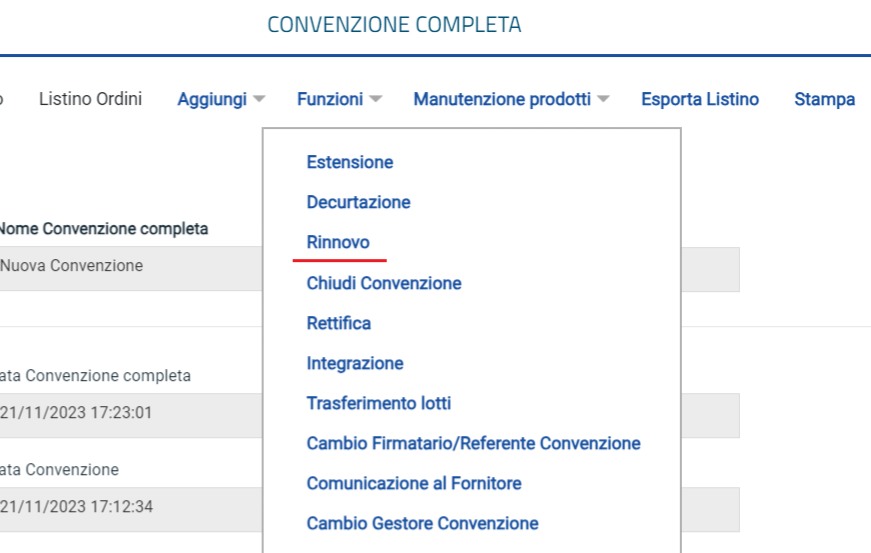 CONVENZIONE COMPLETA
Listino Ordini Aggiungi Funzioni Manutenzione prodotti Esporta Listino Stampa
Estensione
Decurtazione
Nome Convenzione completa
Rinnovo
Nuova Convenzione
Chiudi Convenzione
Rettifica
Integrazione
ata Convenzione completa
Trasferimento lotti
21/11/2023 17:23:01
Cambio Firmatario/Referente Convenzione
ata Convenzione
Comunicazione al Fornitore
21/11/2023 17:12:34
Cambio Gestore Convenzione